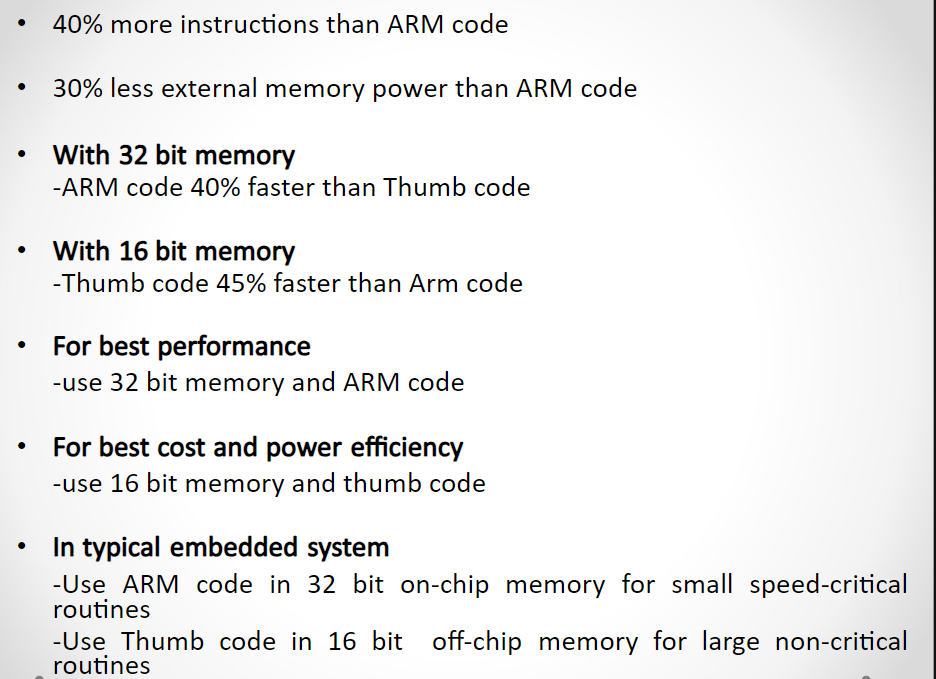 • 40% more instructions than ARM code
• 30% less external memory power than ARM code
• With 32 bit memory
-ARM code 40% faster than Thumb code
• With 16 bit memory
-Thumb code 45% faster than Arm code
• For best performance
-use 32 bit memory and ARM code
• For best cost and power efficiency
-use 16 bit memory and thumb code
• In typical embedded system
-Use ARM code in 32 bit on-chip memory for small speed-critical
routines
-Use Thumb code in 16 bit off-chip memory for large non-critical
routines